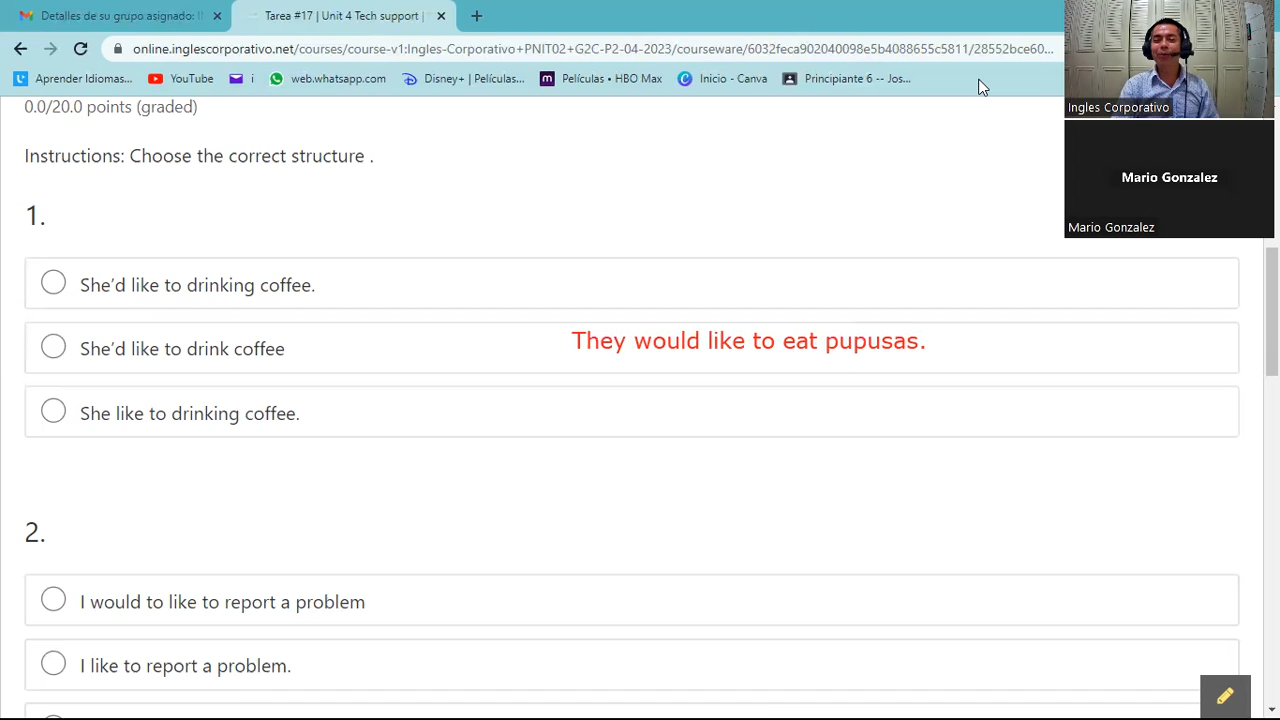 Detalles de su grupo asignado: I
Tarea #17 | Unit 4 Tech support |
online.inglescorporativo.net/courses/course-v1:Ingles-Corporativo+PNIT02+G2C-P2-04-2023/courseware/6032feca902040098e5b4088655c5811/28552bce60...
Aprender Idiomas...
YouTube
i
web.whatsapp.com
Disney+ | Películas...
Películas • HBO Max
Inicio - Canva
Principiante 6 -- Jos...
Ingles Corporativo
Mario Gonzalez
Mario Gonzalez
0.0/20.0 points (graded)
Instructions: Choose the correct structure .
1.
She’d like to drinking coffee.
She’d like to drink coffee
They would like to eat pupusas.
She like to drinking coffee.
2.
I would to like to report a problem
I like to report a problem.